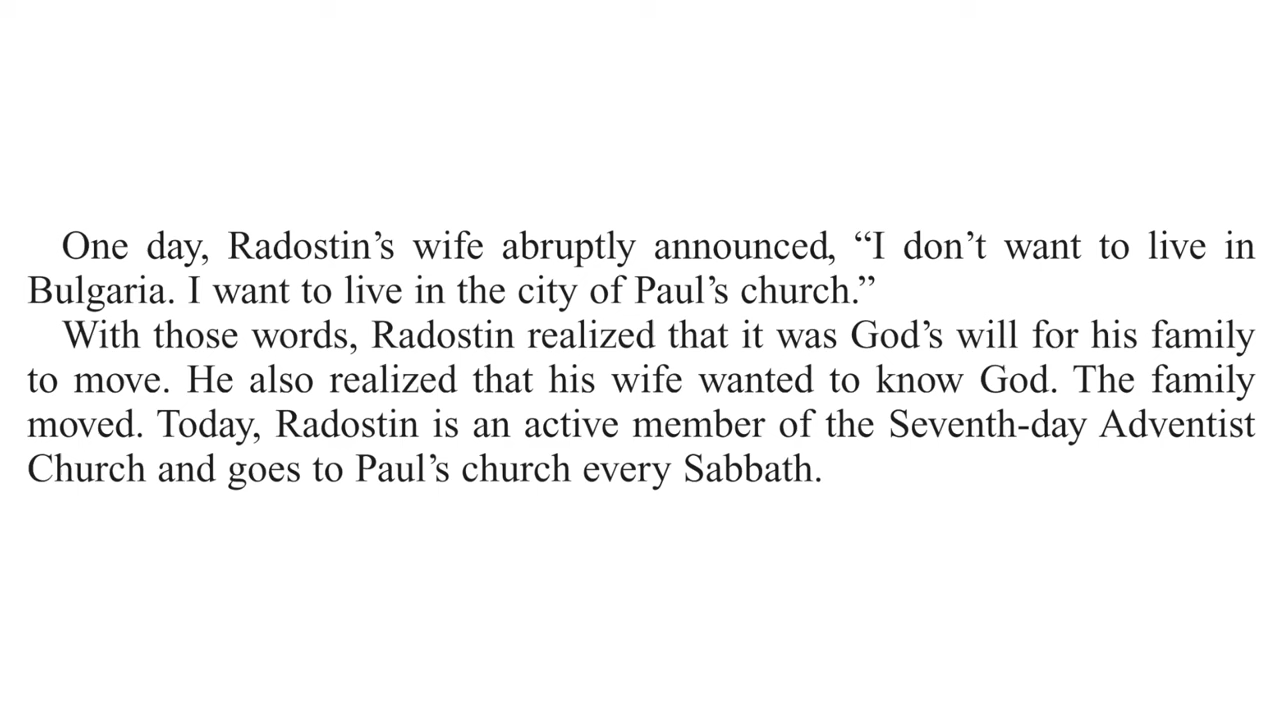 One day, Radostin’s wife abruptly announced, “I don’t want to live in
Bulgaria. I want to live in the city of Paul’s church.”
With those words, Radostin realized that it was God’s will for his family
to move. He also realized that his wife wanted to know God. The family
moved. Today, Radostin is an active member of the Seventh-day Adventist
Church and goes to Paul’s church every Sabbath.